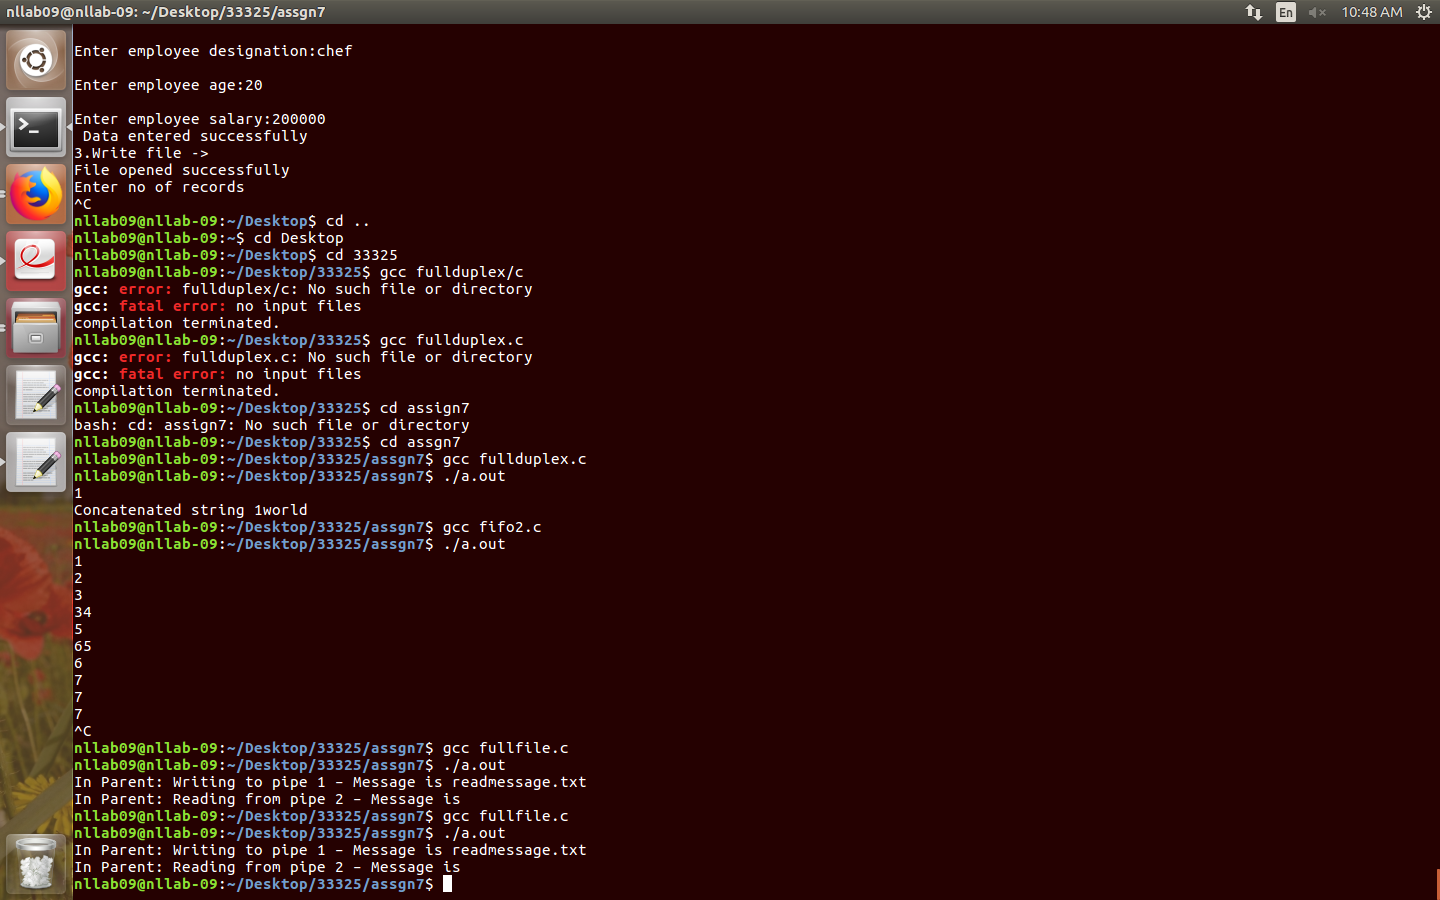 nllab09@nllab-09: ~/Desktop/33325/assgn7
En
10:48 AM
Enter employee designation:chef
Enter employee age:20
Enter employee salary:200000
 Data entered successfully
3.Write file ->
File opened successfully
Enter no of records
^C
nllab09@nllab-09:~/Desktop$ cd ..
nllab09@nllab-09:~$ cd Desktop
nllab09@nllab-09:~/Desktop$ cd 33325
nllab09@nllab-09:~/Desktop/33325$ gcc fullduplex/c
gcc: error: fullduplex/c: No such file or directory
gcc: fatal error: no input files
compilation terminated.
nllab09@nllab-09:~/Desktop/33325$ gcc fullduplex.c
gcc: error: fullduplex.c: No such file or directory
gcc: fatal error: no input files
compilation terminated.
nllab09@nllab-09:~/Desktop/33325$ cd assign7
bash: cd: assign7: No such file or directory
nllab09@nllab-09:~/Desktop/33325$ cd assgn7
nllab09@nllab-09:~/Desktop/33325/assgn7$ gcc fullduplex.c
nllab09@nllab-09:~/Desktop/33325/assgn7$ ./a.out
1
Concatenated string 1world
nllab09@nllab-09:~/Desktop/33325/assgn7$ gcc fifo2.c
nllab09@nllab-09:~/Desktop/33325/assgn7$ ./a.out
1
2
3
34
5
65
6
7
7
7
^C
nllab09@nllab-09:~/Desktop/33325/assgn7$ gcc fullfile.c
nllab09@nllab-09:~/Desktop/33325/assgn7$ ./a.out
In Parent: Writing to pipe 1 – Message is readmessage.txt
In Parent: Reading from pipe 2 – Message is
nllab09@nllab-09:~/Desktop/33325/assgn7$ gcc fullfile.c
nllab09@nllab-09:~/Desktop/33325/assgn7$ ./a.out
In Parent: Writing to pipe 1 – Message is readmessage.txt
In Parent: Reading from pipe 2 – Message is
nllab09@nllab-09:~/Desktop/33325/assgn7$